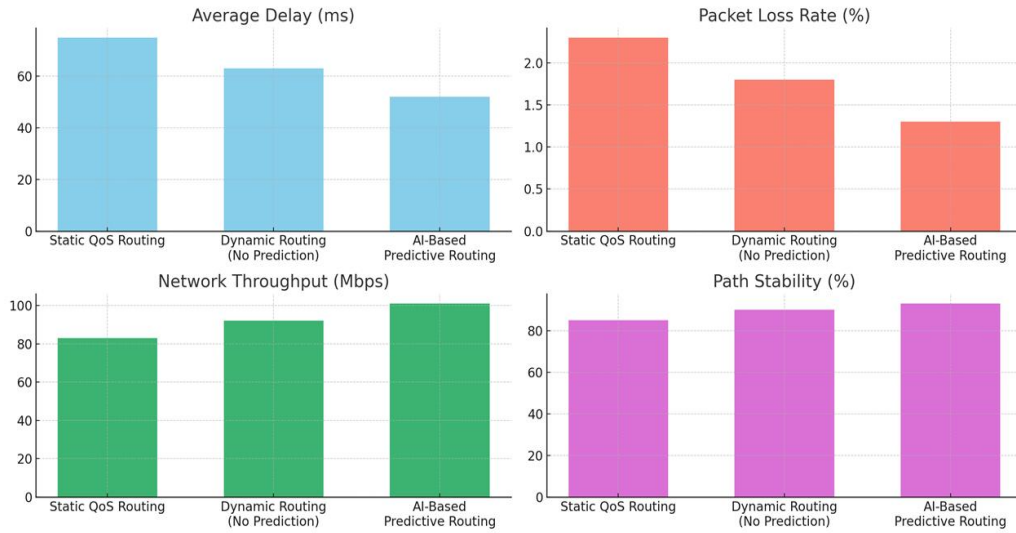 Average Delay (ms)
60
40
20
0
Static QoS Routing
Dynamic Routing
(No Prediction)
AI-Based
Predictive Routing
Packet Loss Rate (%)
2.0
1.5
1.0
0.5
0.0
Static QoS Routing
Dynamic Routing
(No Prediction)
AI-Based
Predictive Routing
Network Throughput (Mbps)
100
80
60
40
20
0
Static QoS Routing
Dynamic Routing
(No Prediction)
AI-Based
Predictive Routing
Path Stability (%)
80
60
40
20
0
Static QoS Routing
Dynamic Routing
(No Prediction)
AI-Based
Predictive Routing